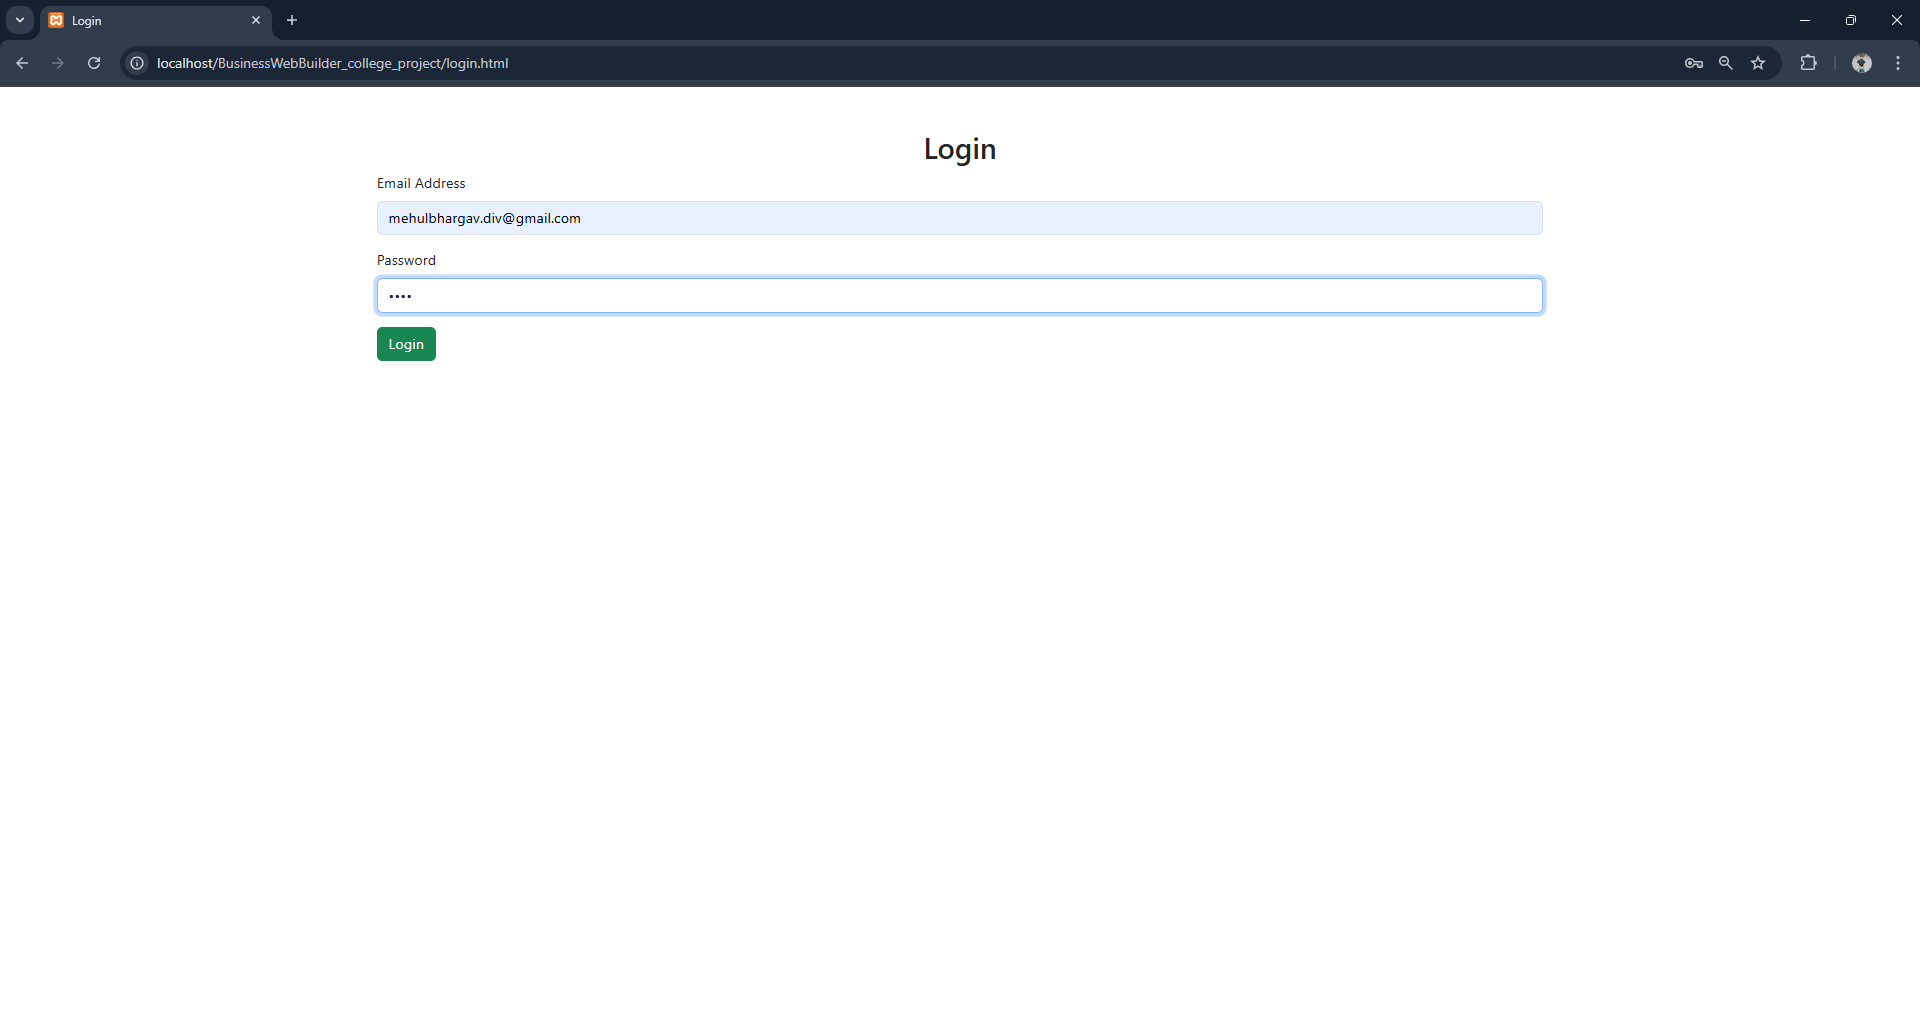 Login
localhost/BusinessWebBuilder_college_project/login.html
Login
Email Address
mehulbhargav.div@gmail.com
Password
••••
Login